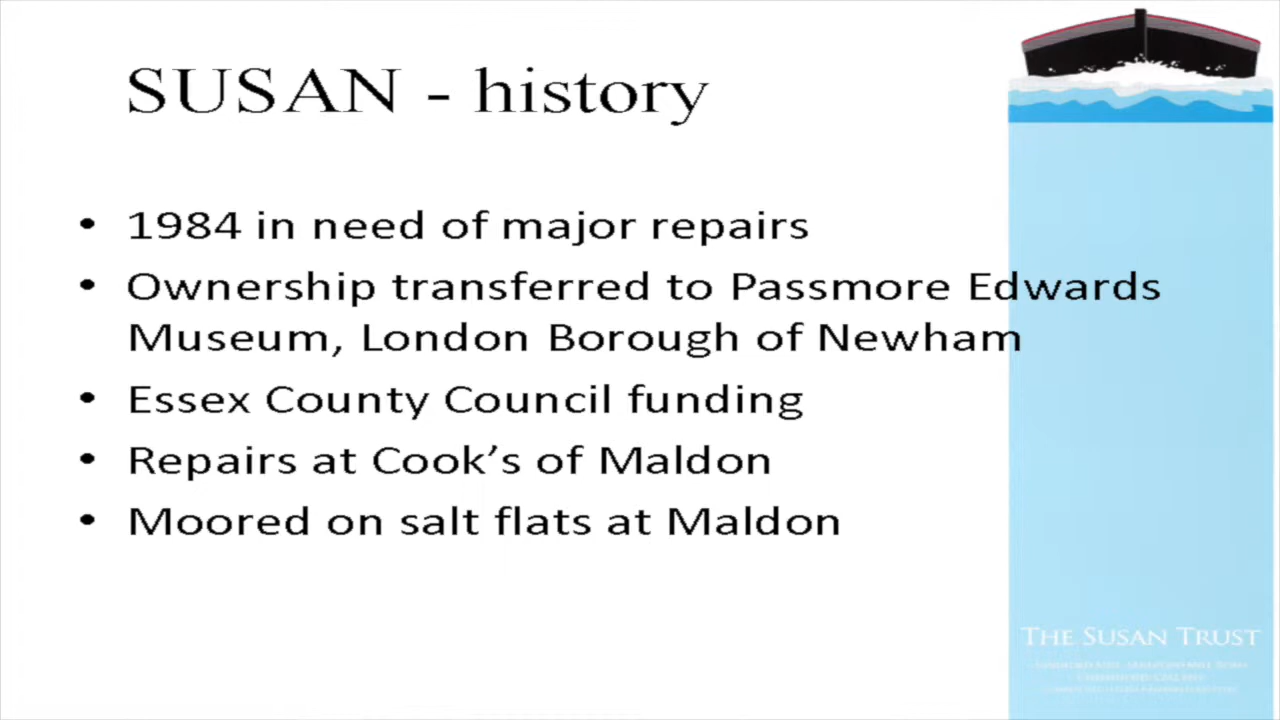 SUSAN - history
• 1984 in need of major repairs
• Ownership transferred to Passmore Edwards
Museum, London Borough of Newham
• Essex County Council funding
• Repairs at Cook’s of Maldon
• Moored on salt flats at Maldon
THE SUSAN TRUST